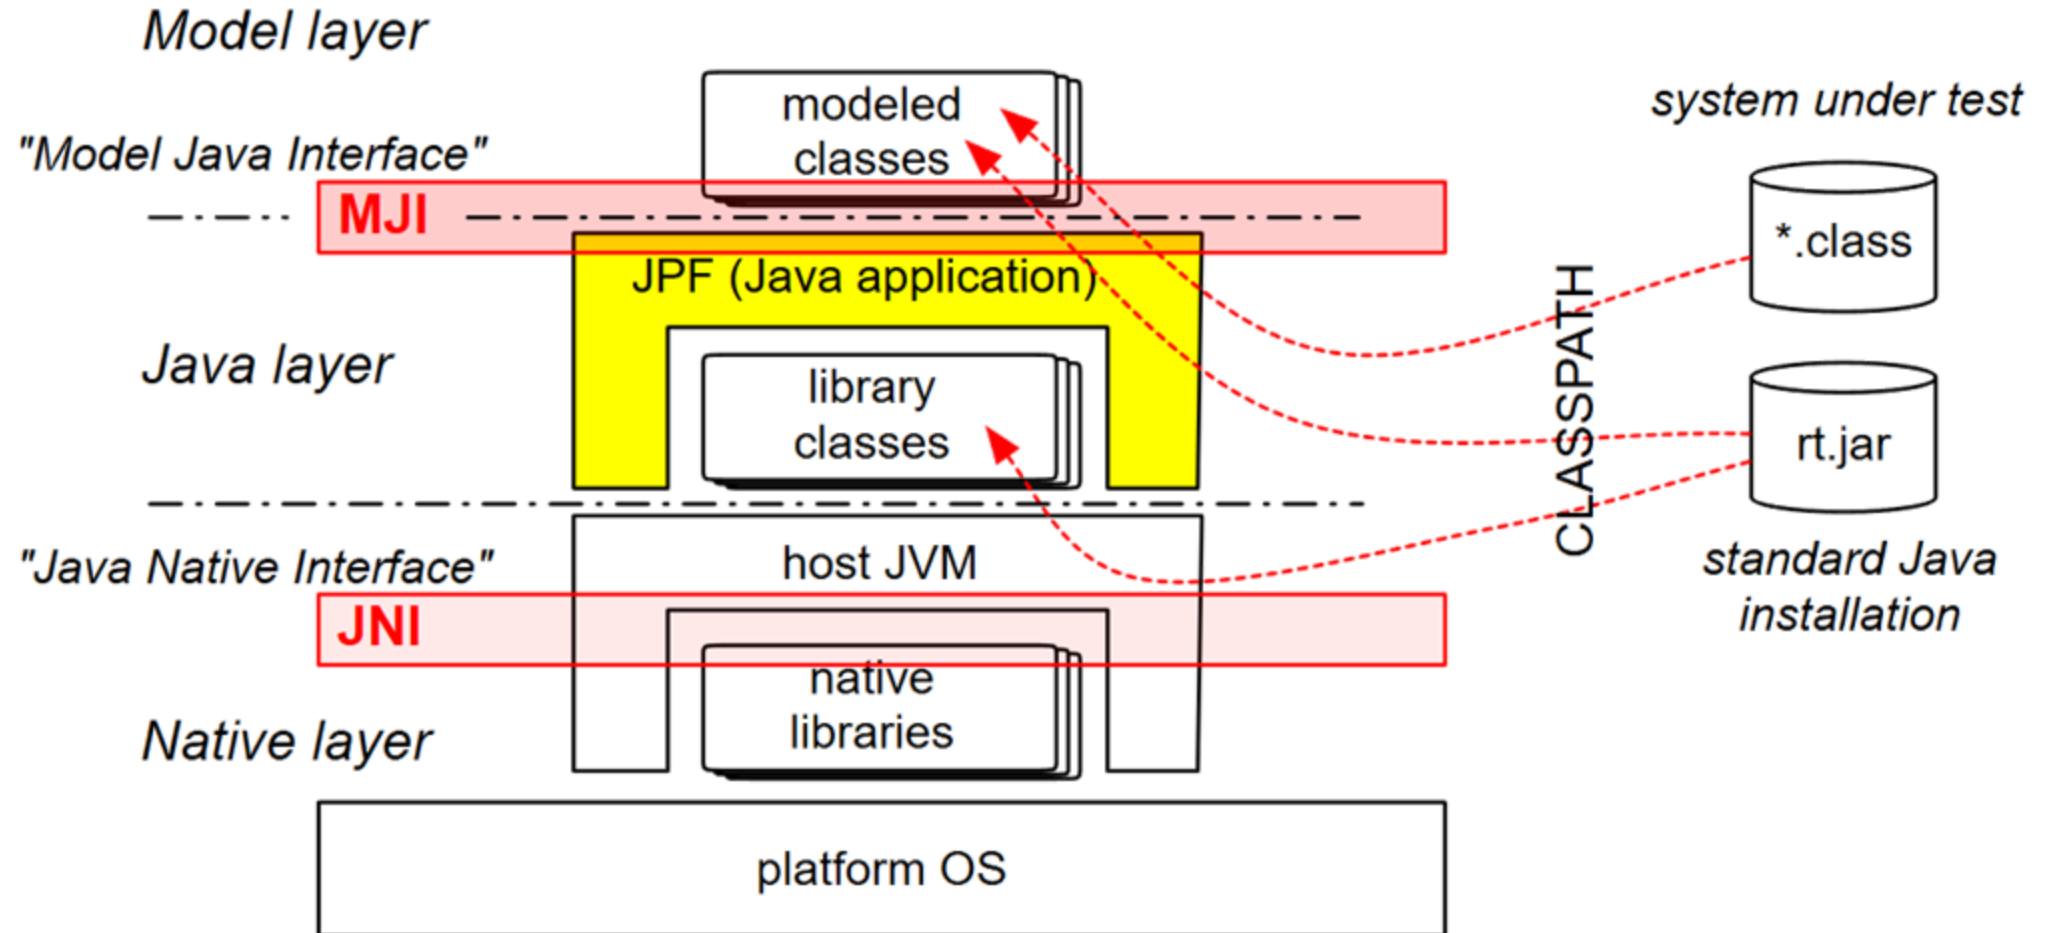 Model layer
modeled
classes
system under test
"Model Java Interface"
MJI
*.class
JPF (Java application)
CLASSPATH
Java layer
library
classes
rt.jar
host JVM
"Java Native Interface"
standard Java
installation
JNI
native
libraries
Native layer
platform OS